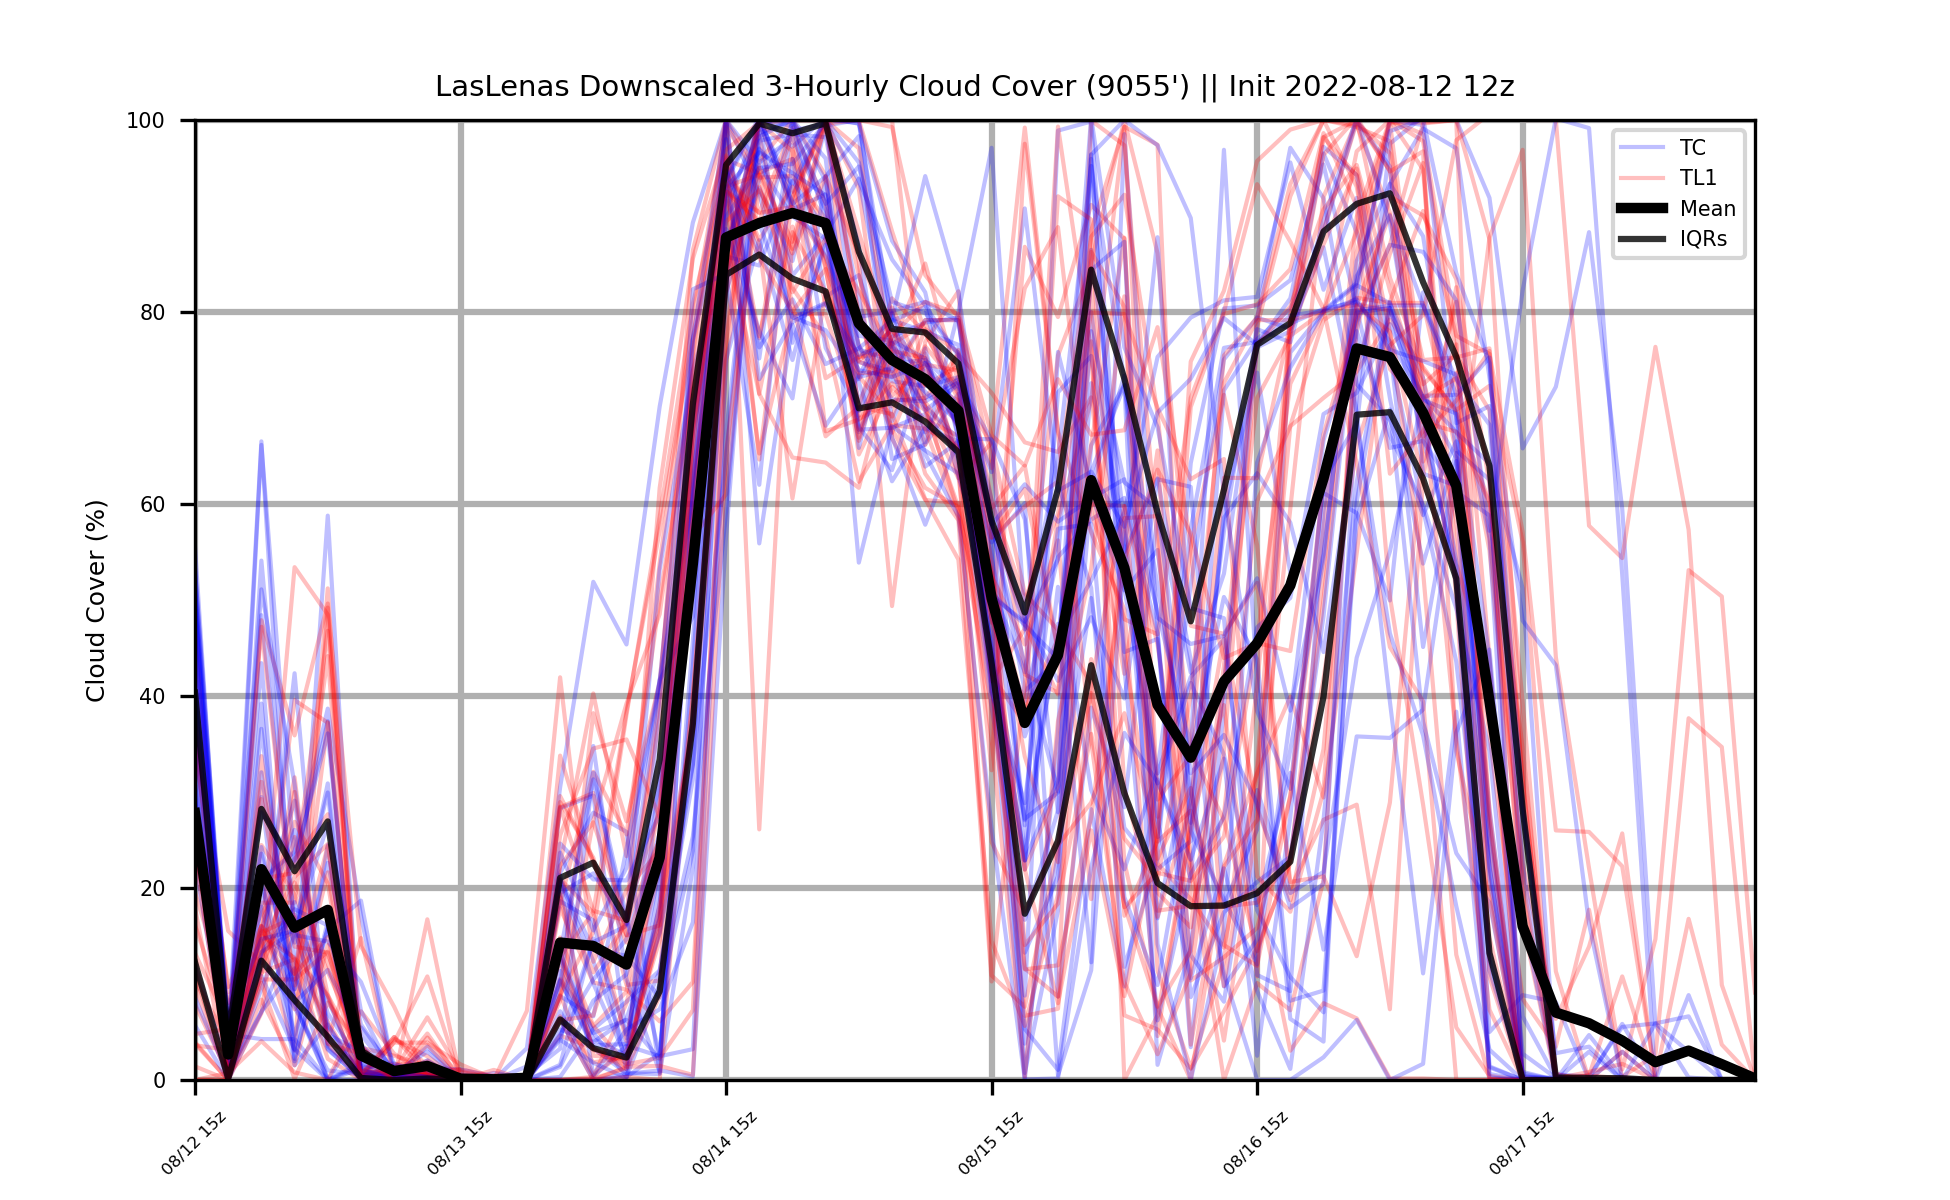 LasLenas Downscaled 3-Hourly Cloud Cover (9055') || Init 2022-08-12 12z
Cloud Cover (%)
100
80
60
40
20
0
TC
TL1
Mean
IQRs
08/12 15z
08/13 15z
08/14 15z
08/15 15z
08/16 15z
08/17 15z